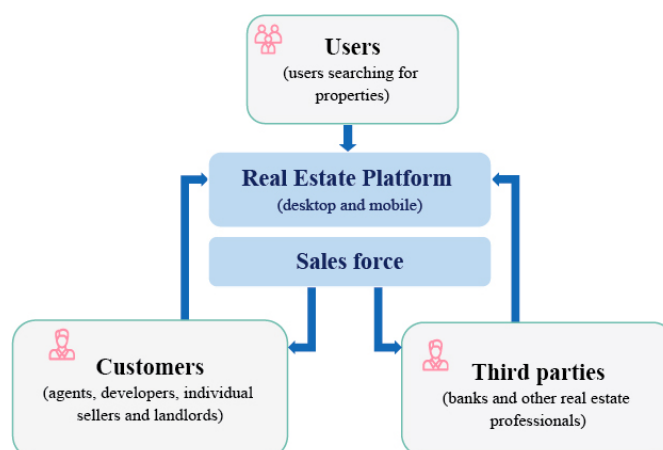 Users
(users searching for
properties)
Real Estate Platform
(desktop and mobile)
Sales force
Customers
(agents, developers, individual
sellers and landlords)
Third parties
(banks and other real estate
professionals)